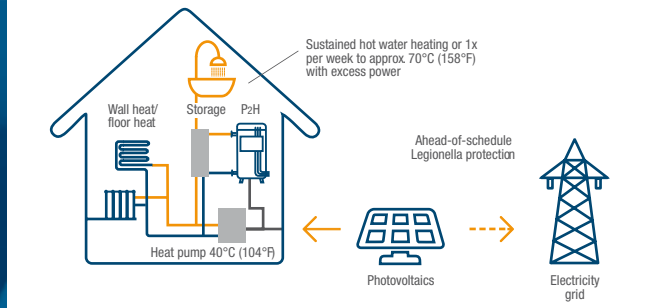 Sustained hot water heating or 1x
per week to approx. 70°C (158°F)
with excess power
Wall heat/
floor heat
Storage
P2H
Ahead-of-schedule
Legionella protection
Heat pump 40°C (104°F)
Photovoltaics
Electricity
grid